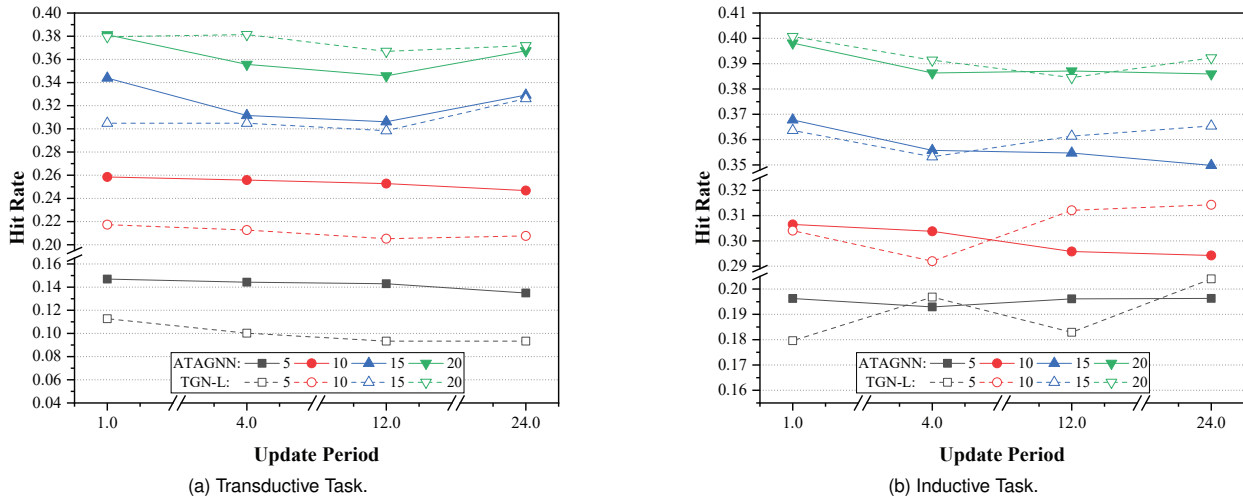 0.40
0.38
0.36
0.34
0.32
0.30
0.28
0.26
0.24
0.22
0.20
0.16
0.14
0.12
0.10
0.08
0.06
0.04
Hit Rate
ATAGNN: 5 10 15 20
TGN-L: 5 10 15 20
1.0 4.0 12.0 24.0
Update Period
(a) Transductive Task.
0.41
0.40
0.39
0.38
0.37
0.36
0.35
0.32
0.31
0.30
0.29
0.20
0.19
0.18
0.17
0.16
Hit Rate
ATAGNN: 5 10 15 20
TGN-L: 5 10 15 20
1.0 4.0 12.0 24.0
Update Period
(b) Inductive Task.